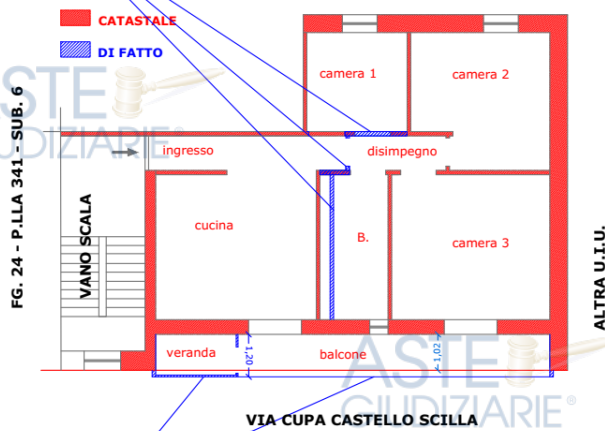 CATASTALE
DI FATTO
ASTE
GIUDIZIARIE®
camera 1
camera 2
ingresso
disimpegno
FG. 24 - P.LLA 341 - SUB. 6
VANO SCALA
cucina
B.
camera 3
ALTRA U.I.U.
veranda
1,20
balcone
1,02
ASTE
GIUDIZIARIE®
VIA CUPA CASTELLO SCILLA